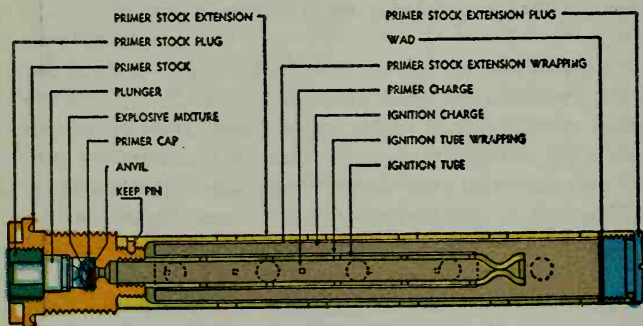 PRIMER STOCK EXTENSION
PRIMER STOCK PLUG
PRIMER STOCK
PLUNGER
EXPLOSIVE MIXTURE
PRIMER CAP
ANVIL
KEEP PIN
PRIMER STOCK EXTENSION PLUG
WAD
PRIMER STOCK EXTENSION WRAPPING
PRIMER CHARGE
IGNITION CHARGE
IGNITION TUBE WRAPPING
IGNITION TUBE